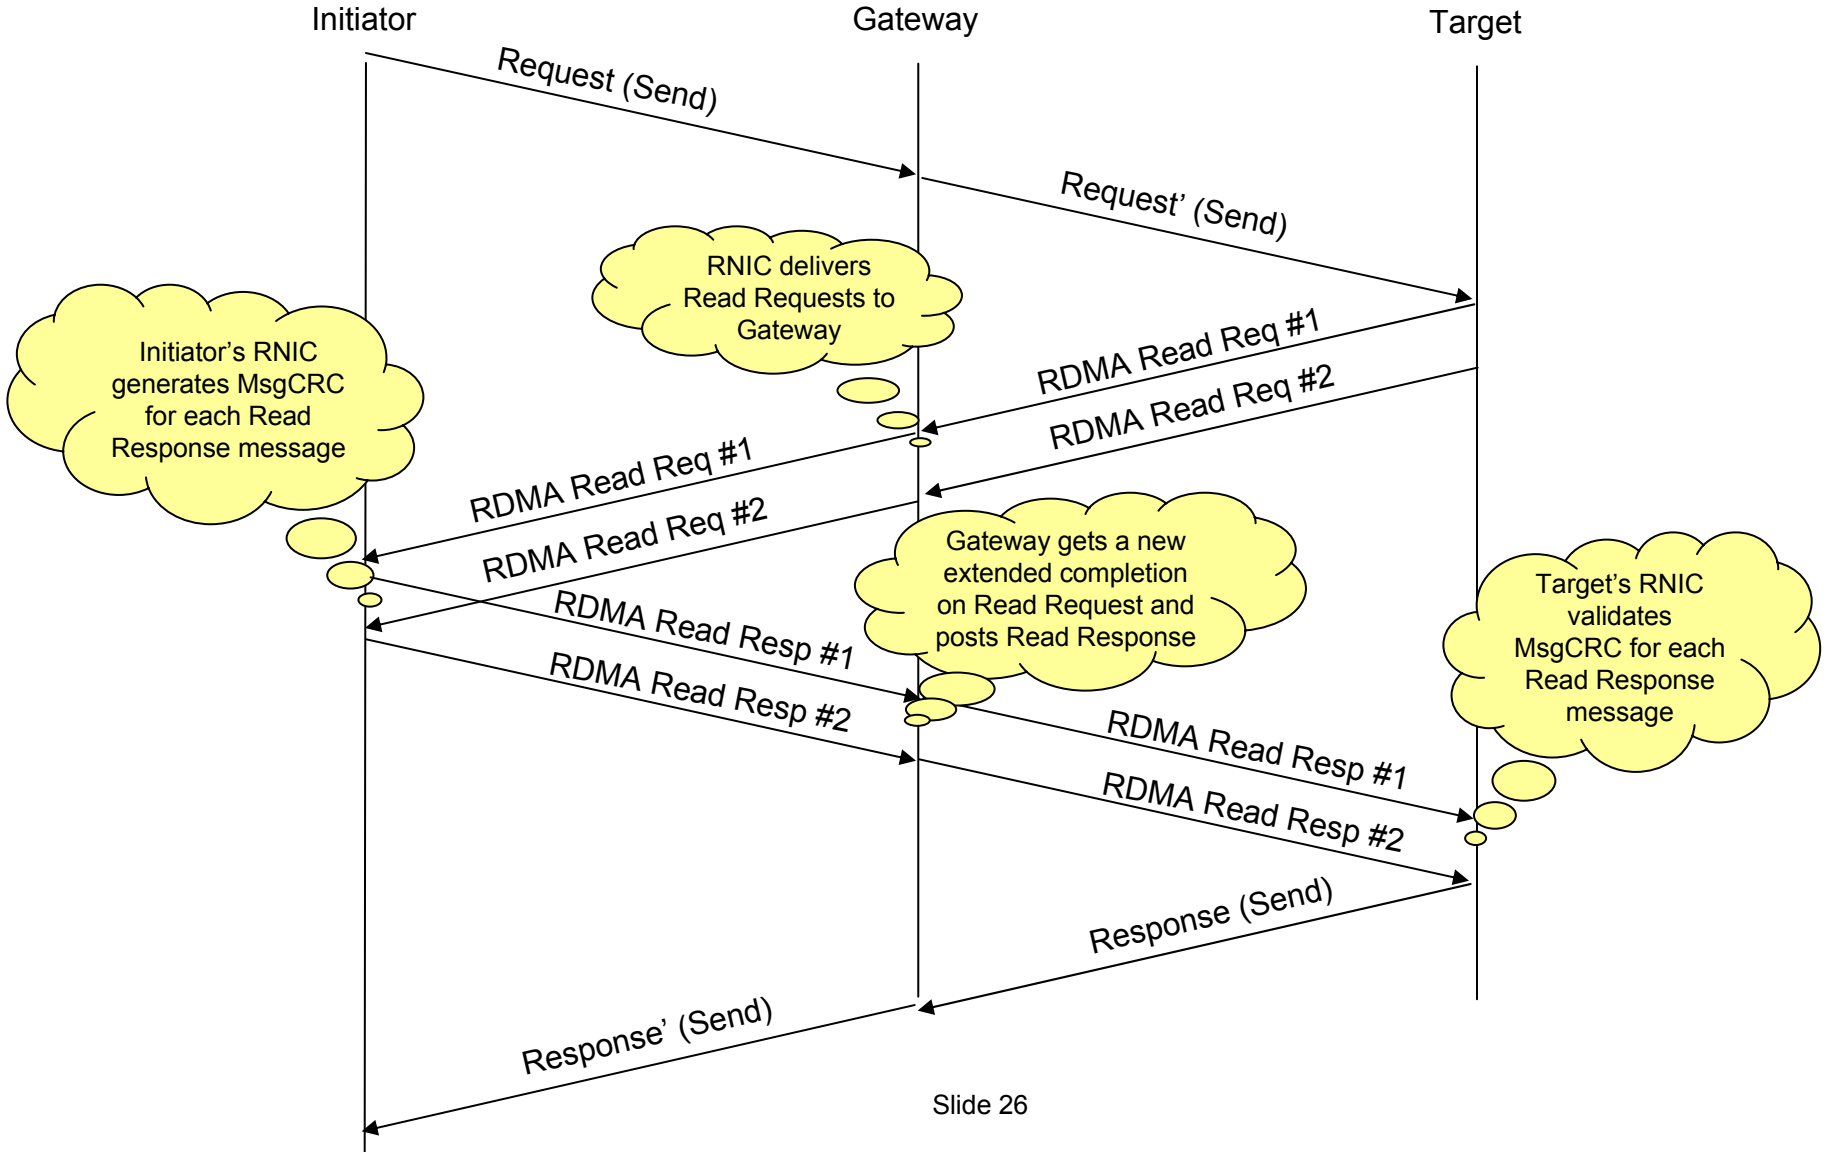 Initiator
Gateway
Target
Request (Send)
Request’ (Send)
RNIC delivers
Read Requests to
Gateway
Initiator’s RNIC
generates MsgCRC
for each Read
Response message
RDMA Read Req #1
RDMA Read Req #2
RDMA Read Req #1
RDMA Read Req #2
Gateway gets a new
extended completion
on Read Request and
posts Read Response
Target’s RNIC
validates
MsgCRC for each
Read Response
message
RDMA Read Resp #1
RDMA Read Resp #2
RDMA Read Resp #1
RDMA Read Resp #2
Response (Send)
Response’ (Send)
Slide 26